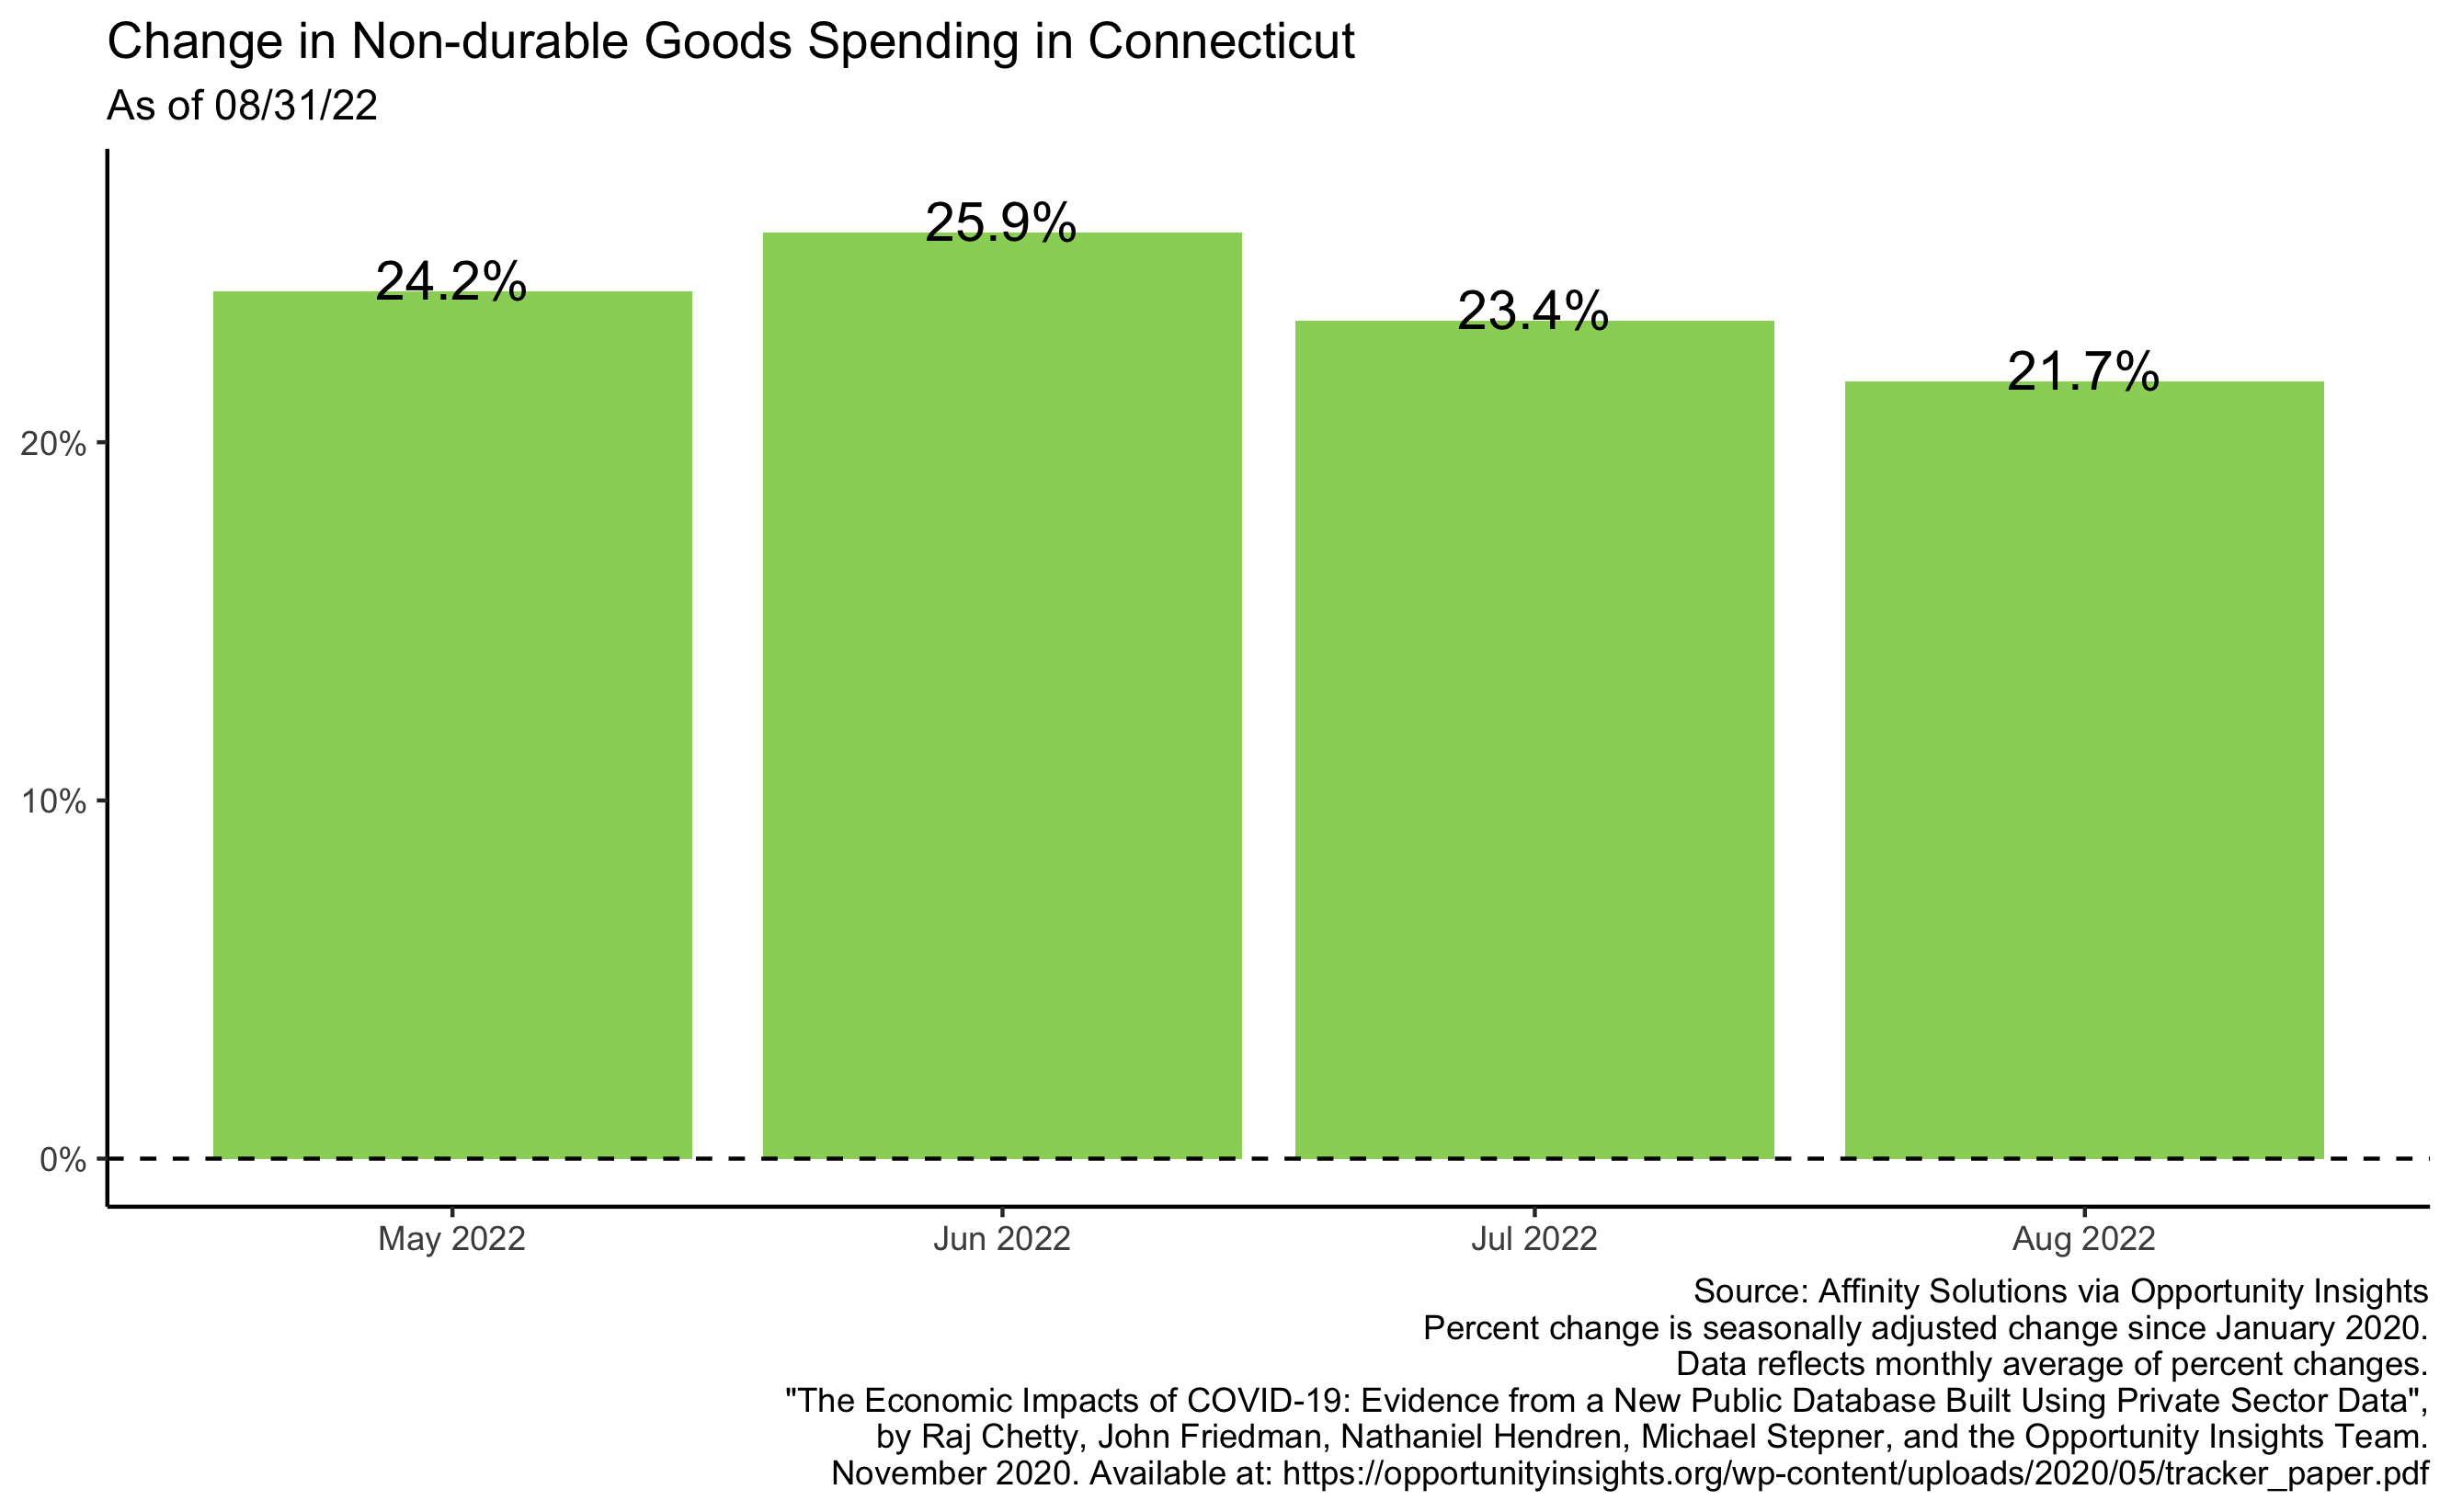 Change in Non-durable Goods Spending in Connecticut
As of 08/31/22
25.9%
24.2%
23.4%
21.7%
20%
10%
0%
May 2022
Jun 2022
Jul 2022
Aug 2022
Source: Affinity Solutions via Opportunity Insights
Percent change is seasonally adjusted change since January 2020.
Data reflects monthly average of percent changes.
"The Economic Impacts of COVID-19: Evidence from a New Public Database Built Using Private Sector Data",
by Raj Chetty, John Friedman, Nathaniel Hendren, Michael Stepner, and the Opportunity Insights Team.
November 2020. Available at: https://opportunityinsights.org/wp-content/uploads/2020/05/tracker_paper.pdf